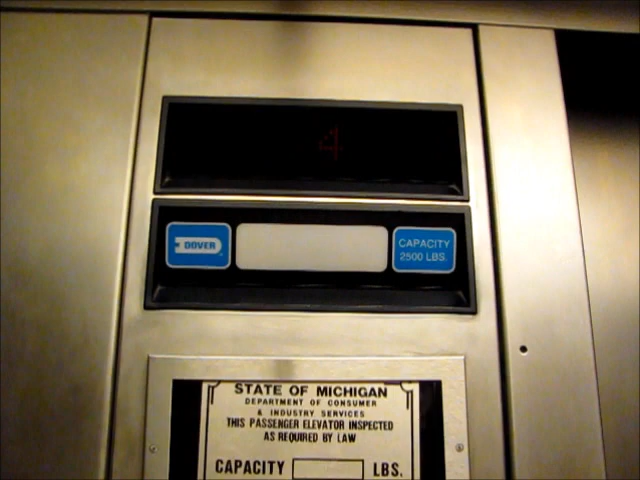 4
DOVER
CAPACITY
2500 LBS.
STATE OF MICHIGAN
DEPARTMENT OF CONSUMER
& INDUSTRY SERVICES
THIS PASSENGER ELEVATOR INSPECTED
AS REQUIRED BY LAW
CAPACITY LBS.